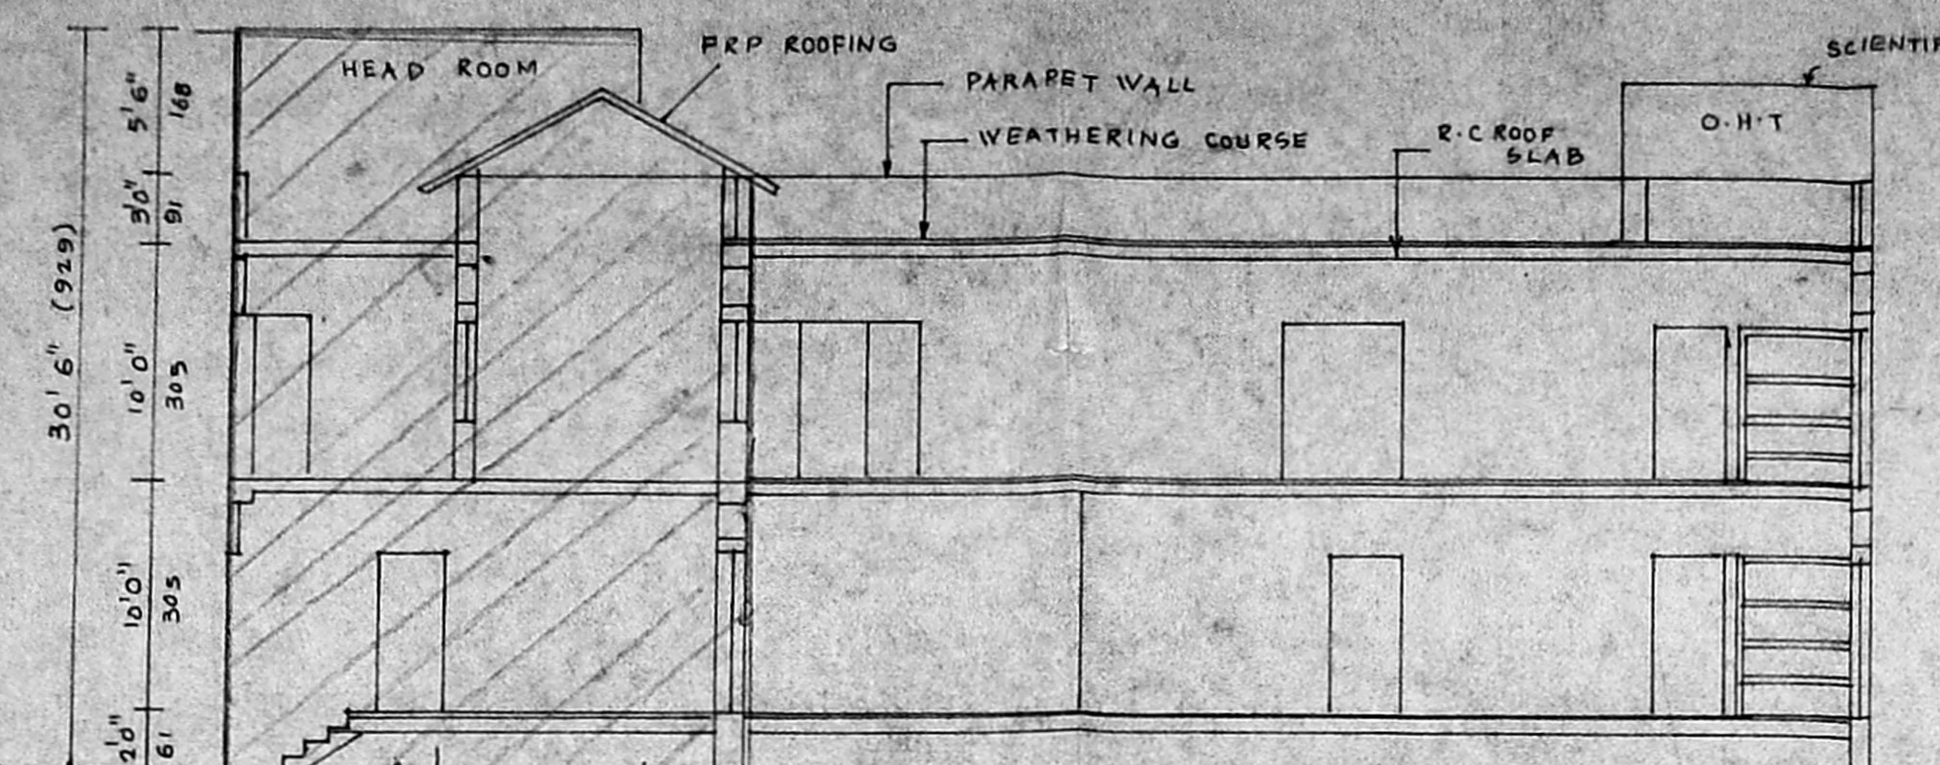 HEAD ROOM
FRP ROOFING
PARAPET WALL
WEATHERING COURSE
R.C ROOF
SLAB
O.H.T
5'6"
168
3'0"
91
30'6" (929)
10'0"
305
10'0"
305
2'0"
61